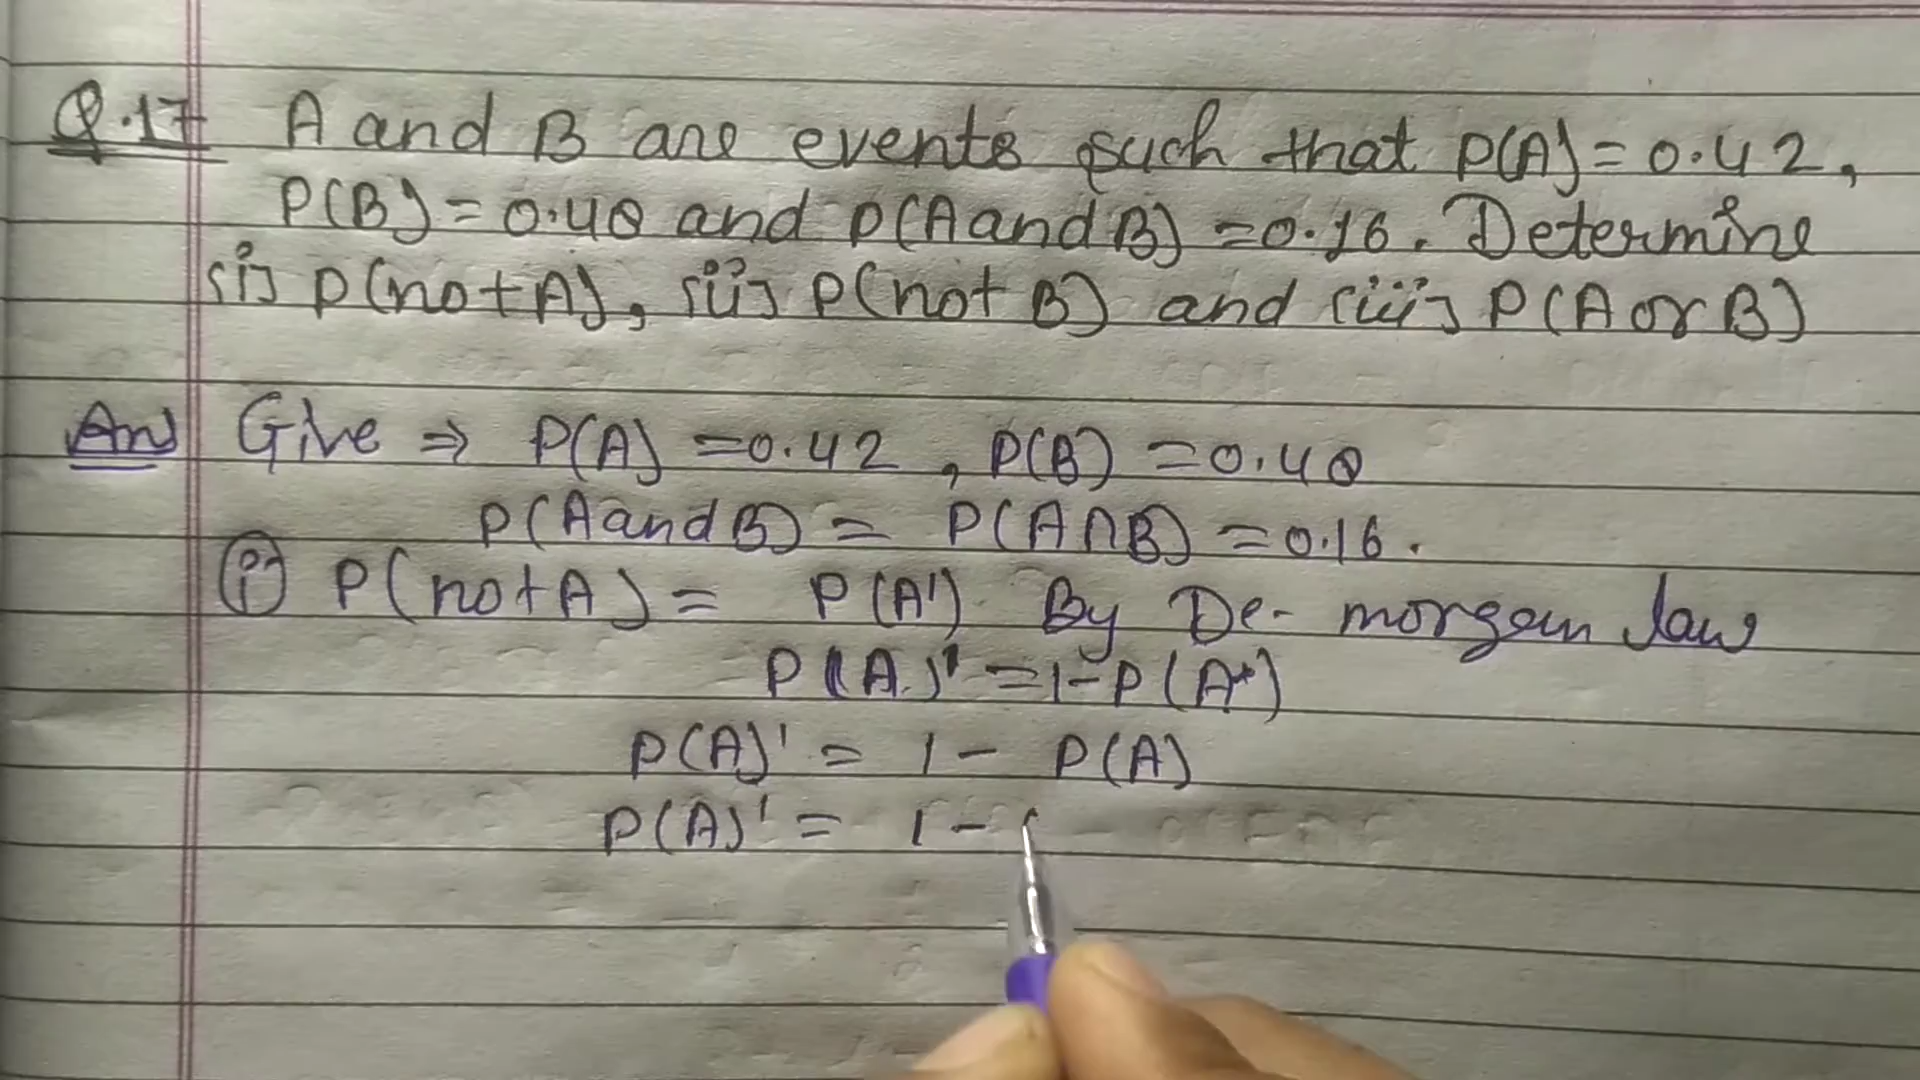 Q.17 A and B are events such that P(A) = 0.42,
P(B) = 0.48 and P(A and B) = 0.16. Determine
(i) P(not A), (ii) P(not B) and (iii) P(A or B)
Ans Give ⇒ P(A) = 0.42, P(B) = 0.48
P(A and B) = P(A∩B) = 0.16.
(i) P(not A) = P(A') By De-morgan law
P(A)' = 1-P(A)
P(A)' = 1 - P(A)
P(A)' = 1 -